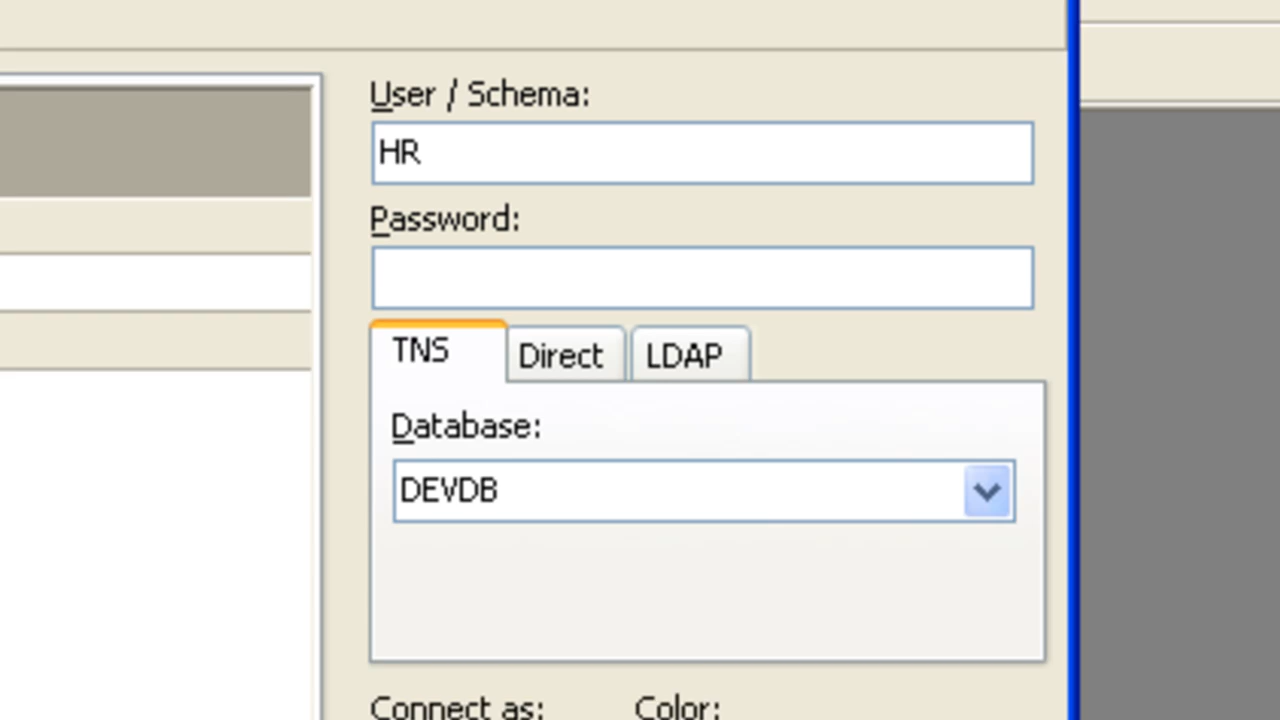 User / Schema:
HR
Password:
TNS Direct LDAP
Database:
DEVDB
Connect as: Color: